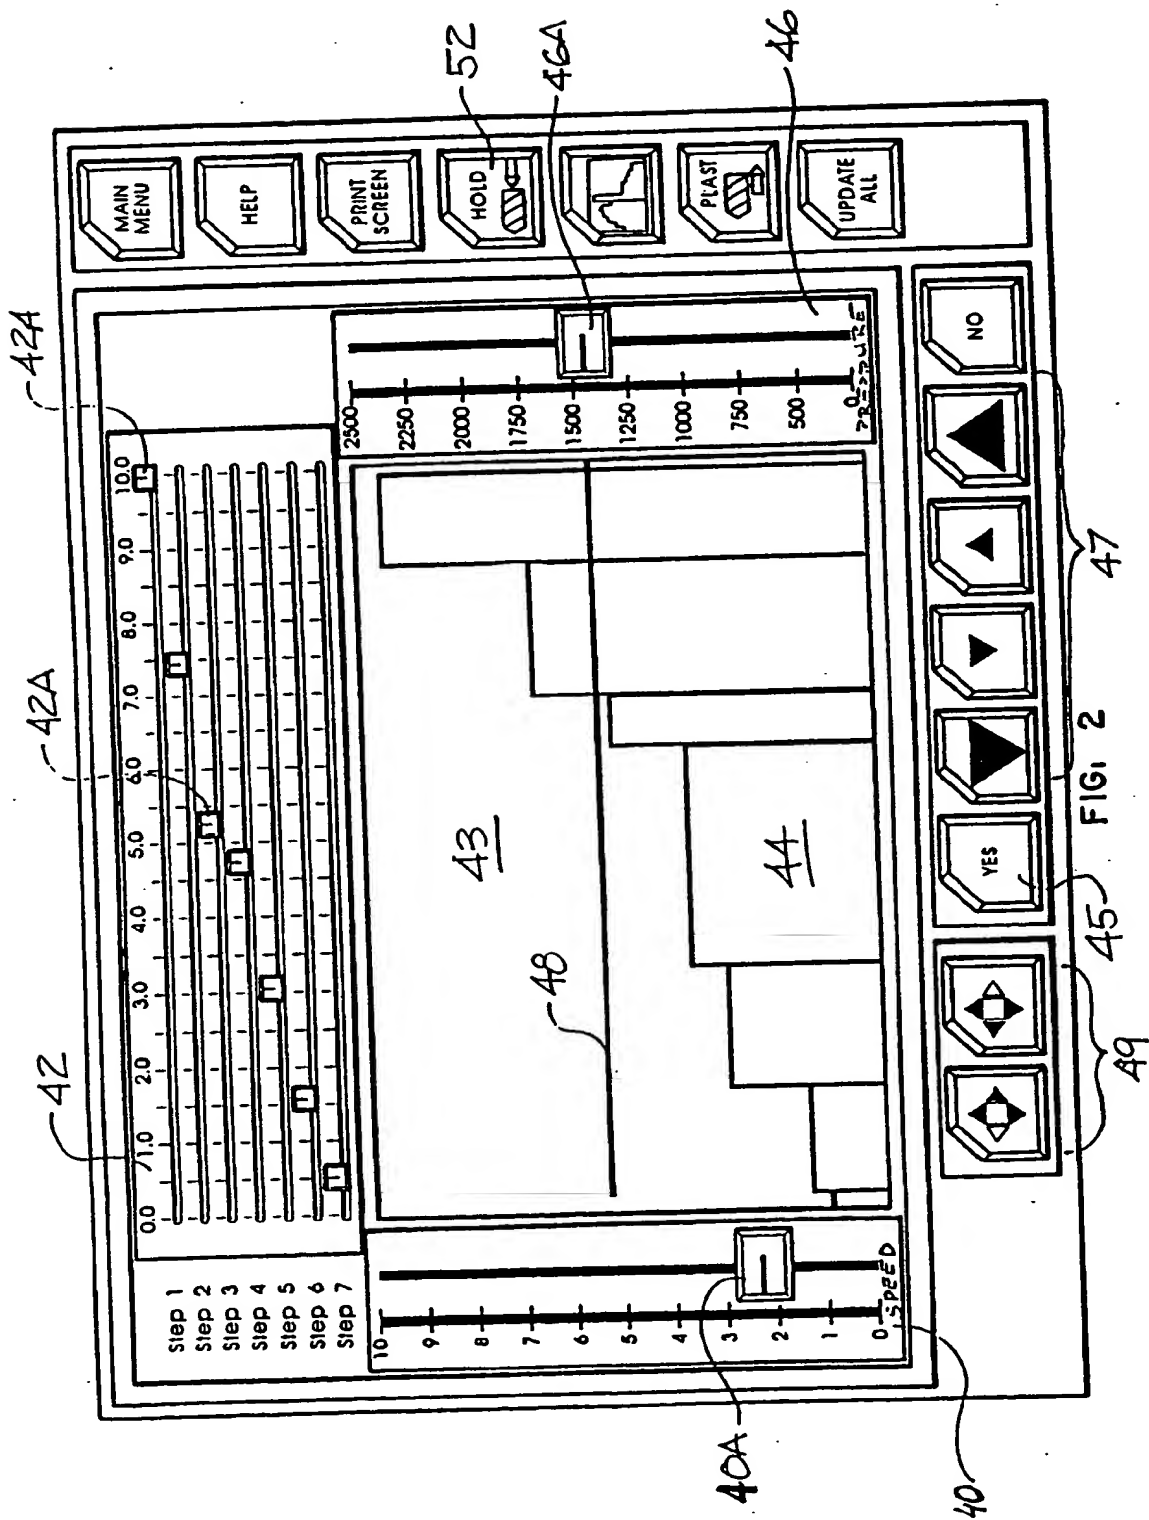 42
42A
42A
0.0 1.0 2.0 3.0 4.0 5.0 6.0 7.0 8.0 9.0 10.0
Step 1
Step 2
Step 3
Step 4
Step 5
Step 6
Step 7
10
9
8
7
6
5
4
3
2
1
0
SPEED
40A
40
43
48
44
2500
2250
2000
1750
1500
1250
1000
750
500
0
PRESSURE
MAIN
MENU
HELP
PRINT
SCREEN
HOLD
PLAST
UPDATE
ALL
52
46A
46
YES
NO
49
45
47
FIG. 2